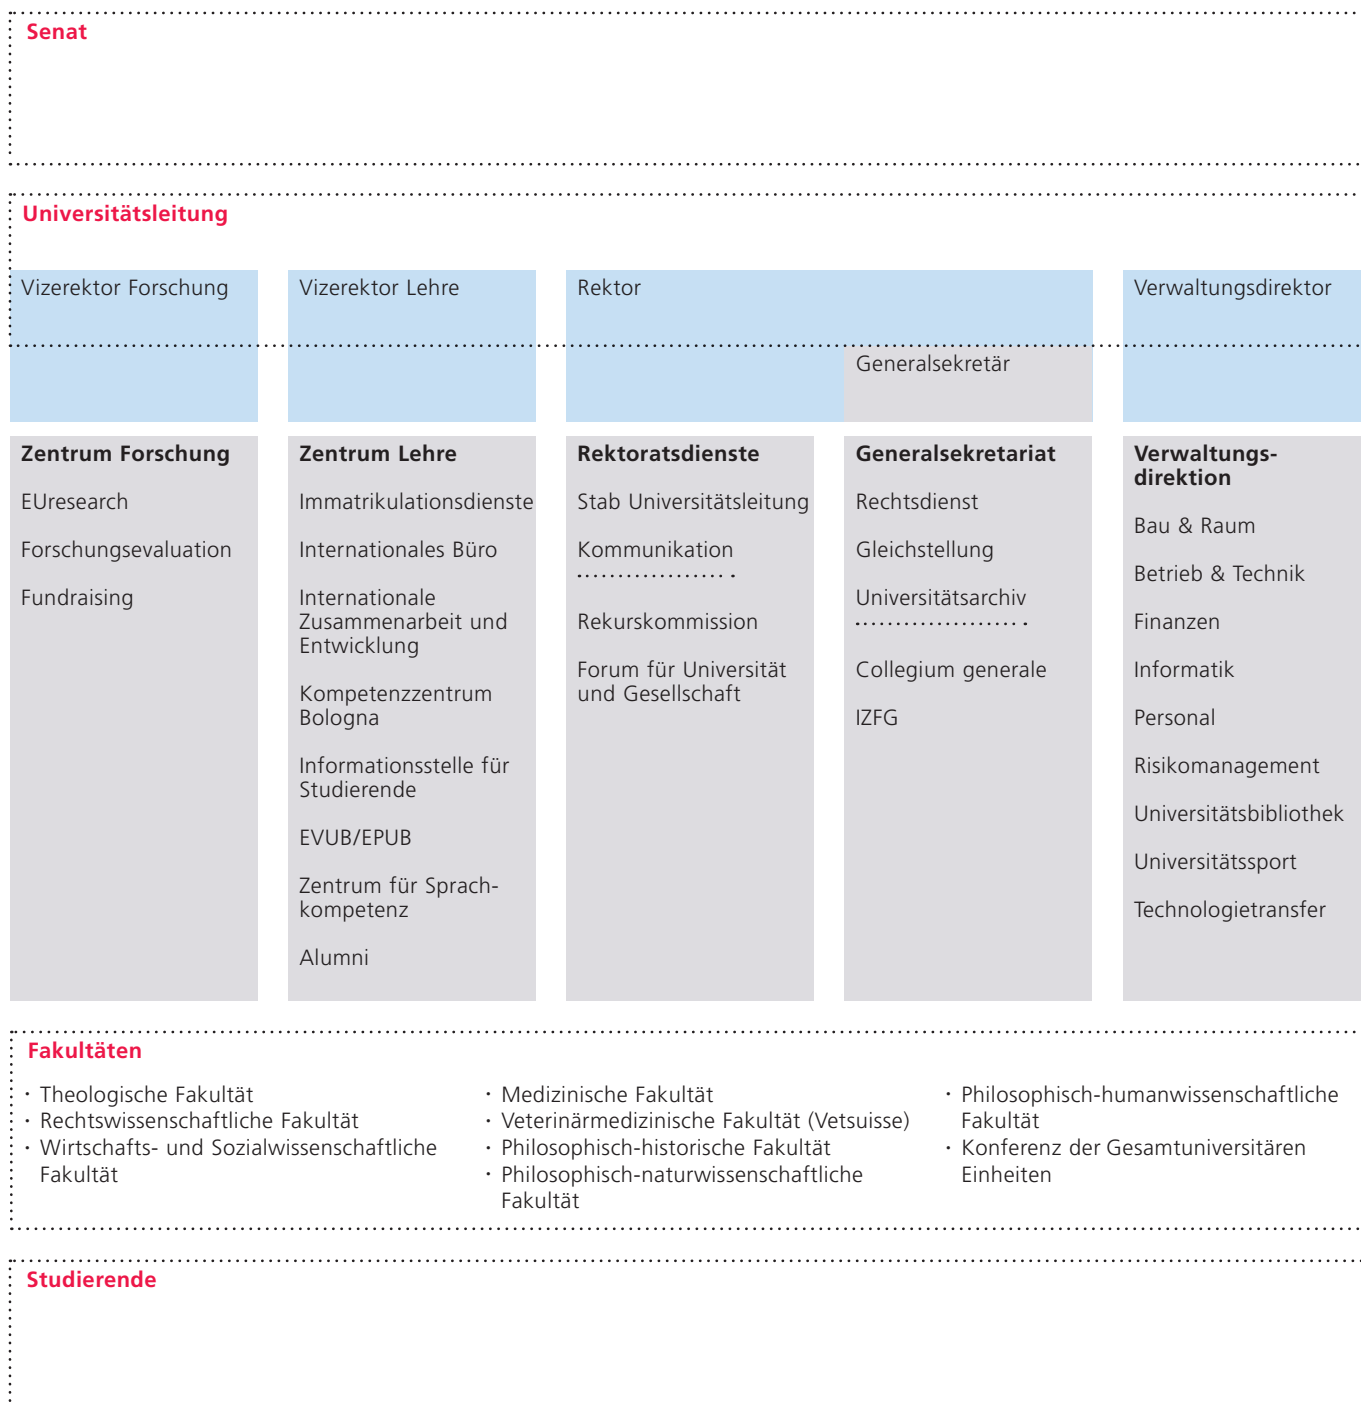 Senat
Universitätsleitung
Vizerektor Forschung
Vizerektor Lehre
Rektor
Verwaltungsdirektor
Generalsekretär
Zentrum Forschung
EUresearch
Forschungsevaluation
Fundraising
Zentrum Lehre
Immatrikulationsdienste
Internationales Büro
Internationale
Zusammenarbeit und
Entwicklung
Kompetenzzentrum
Bologna
Informationsstelle für
Studierende
EVUB/EPUB
Zentrum für Sprach-
kompetenz
Alumni
Rektoratsdienste
Stab Universitätsleitung
Kommunikation
Rekurskommission
Forum für Universität
und Gesellschaft
Generalsekretariat
Rechtsdienst
Gleichstellung
Universitätsarchiv
Collegium generale
IZFG
Verwaltungs-
direktion
Bau & Raum
Betrieb & Technik
Finanzen
Informatik
Personal
Risikomanagement
Universitätsbibliothek
Universitätssport
Technologietransfer
Fakultäten
· Theologische Fakultät
· Rechtswissenschaftliche Fakultät
· Wirtschafts- und Sozialwissenschaftliche
Fakultät
· Medizinische Fakultät
· Veterinärmedizinische Fakultät (Vetsuisse)
· Philosophisch-historische Fakultät
· Philosophisch-naturwissenschaftliche
Fakultät
· Philosophisch-humanwissenschaftliche
Fakultät
· Konferenz der Gesamtuniversitären
Einheiten
Studierende